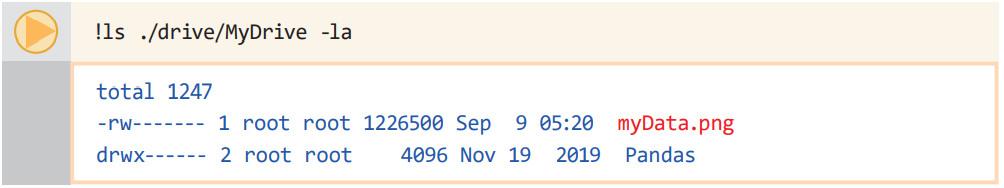 !ls ./drive/MyDrive -la
total 1247
-rw------- 1 root root 1226500 Sep  9 05:20  myData.png
drwx------ 2 root root    4096 Nov 19  2019  Pandas